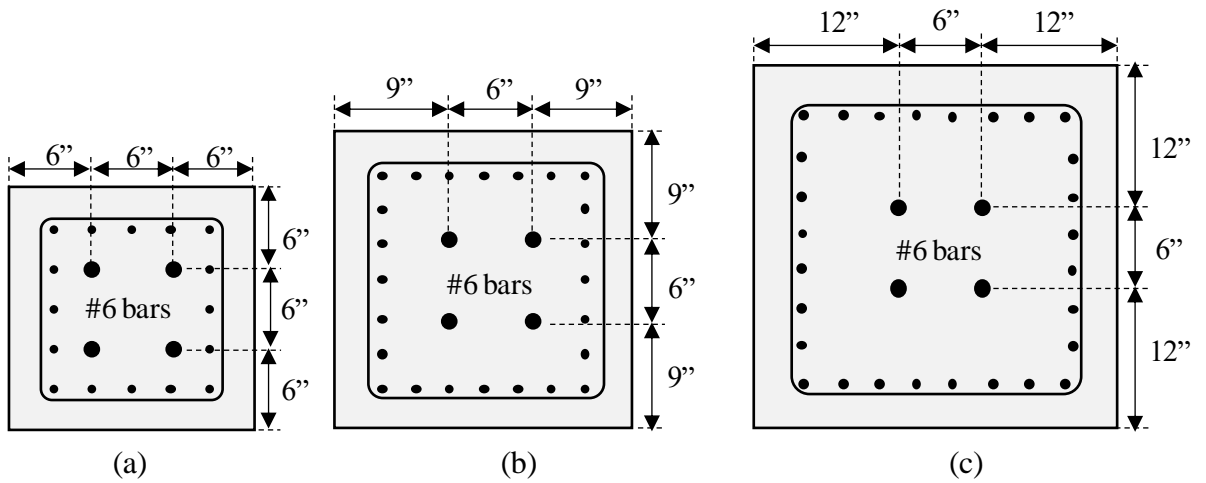 6” 6” 6”
6”
6”
6”
#6 bars
(a)
9” 6” 9”
9”
6”
9”
#6 bars
(b)
12” 6” 12”
12”
6”
12”
#6 bars
(c)